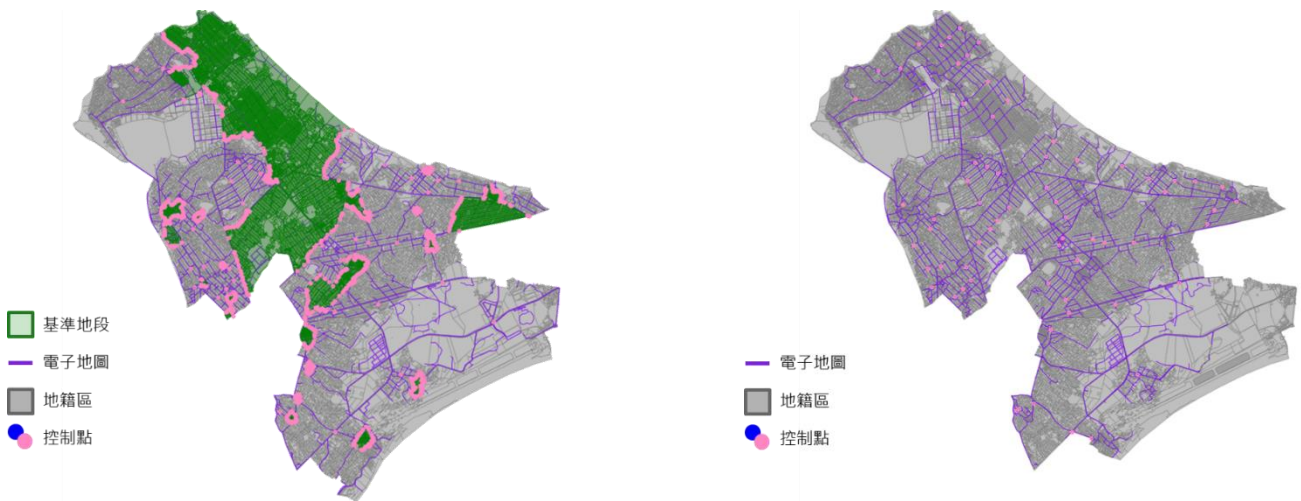 基準地段
電子地圖
地籍區
控制點
電子地圖
地籍區
控制點